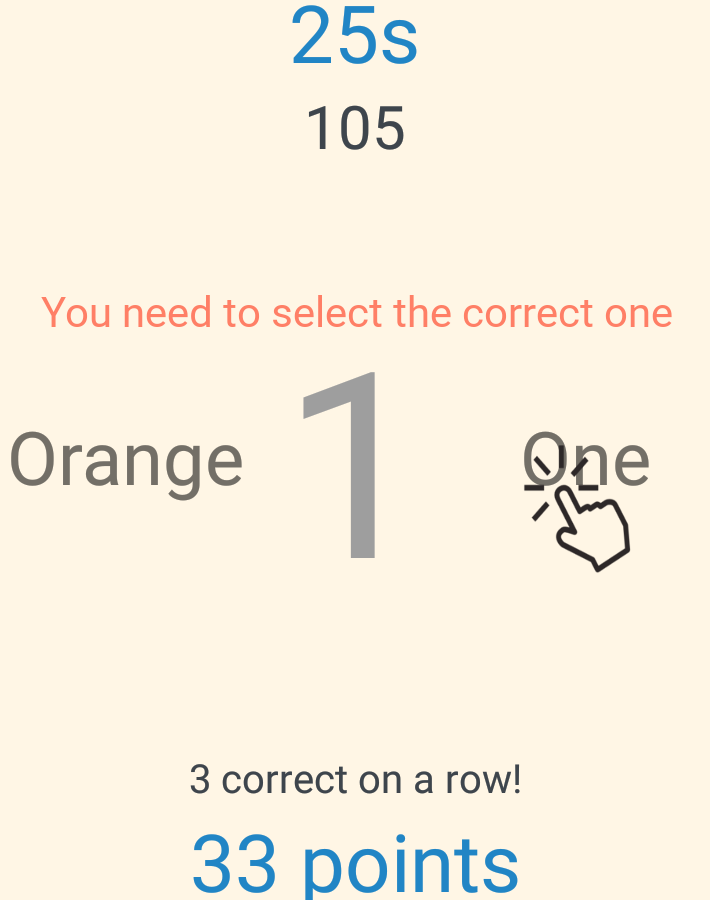 25s
105
You need to select the correct one
Orange 1 One
3 correct on a row!
33 points